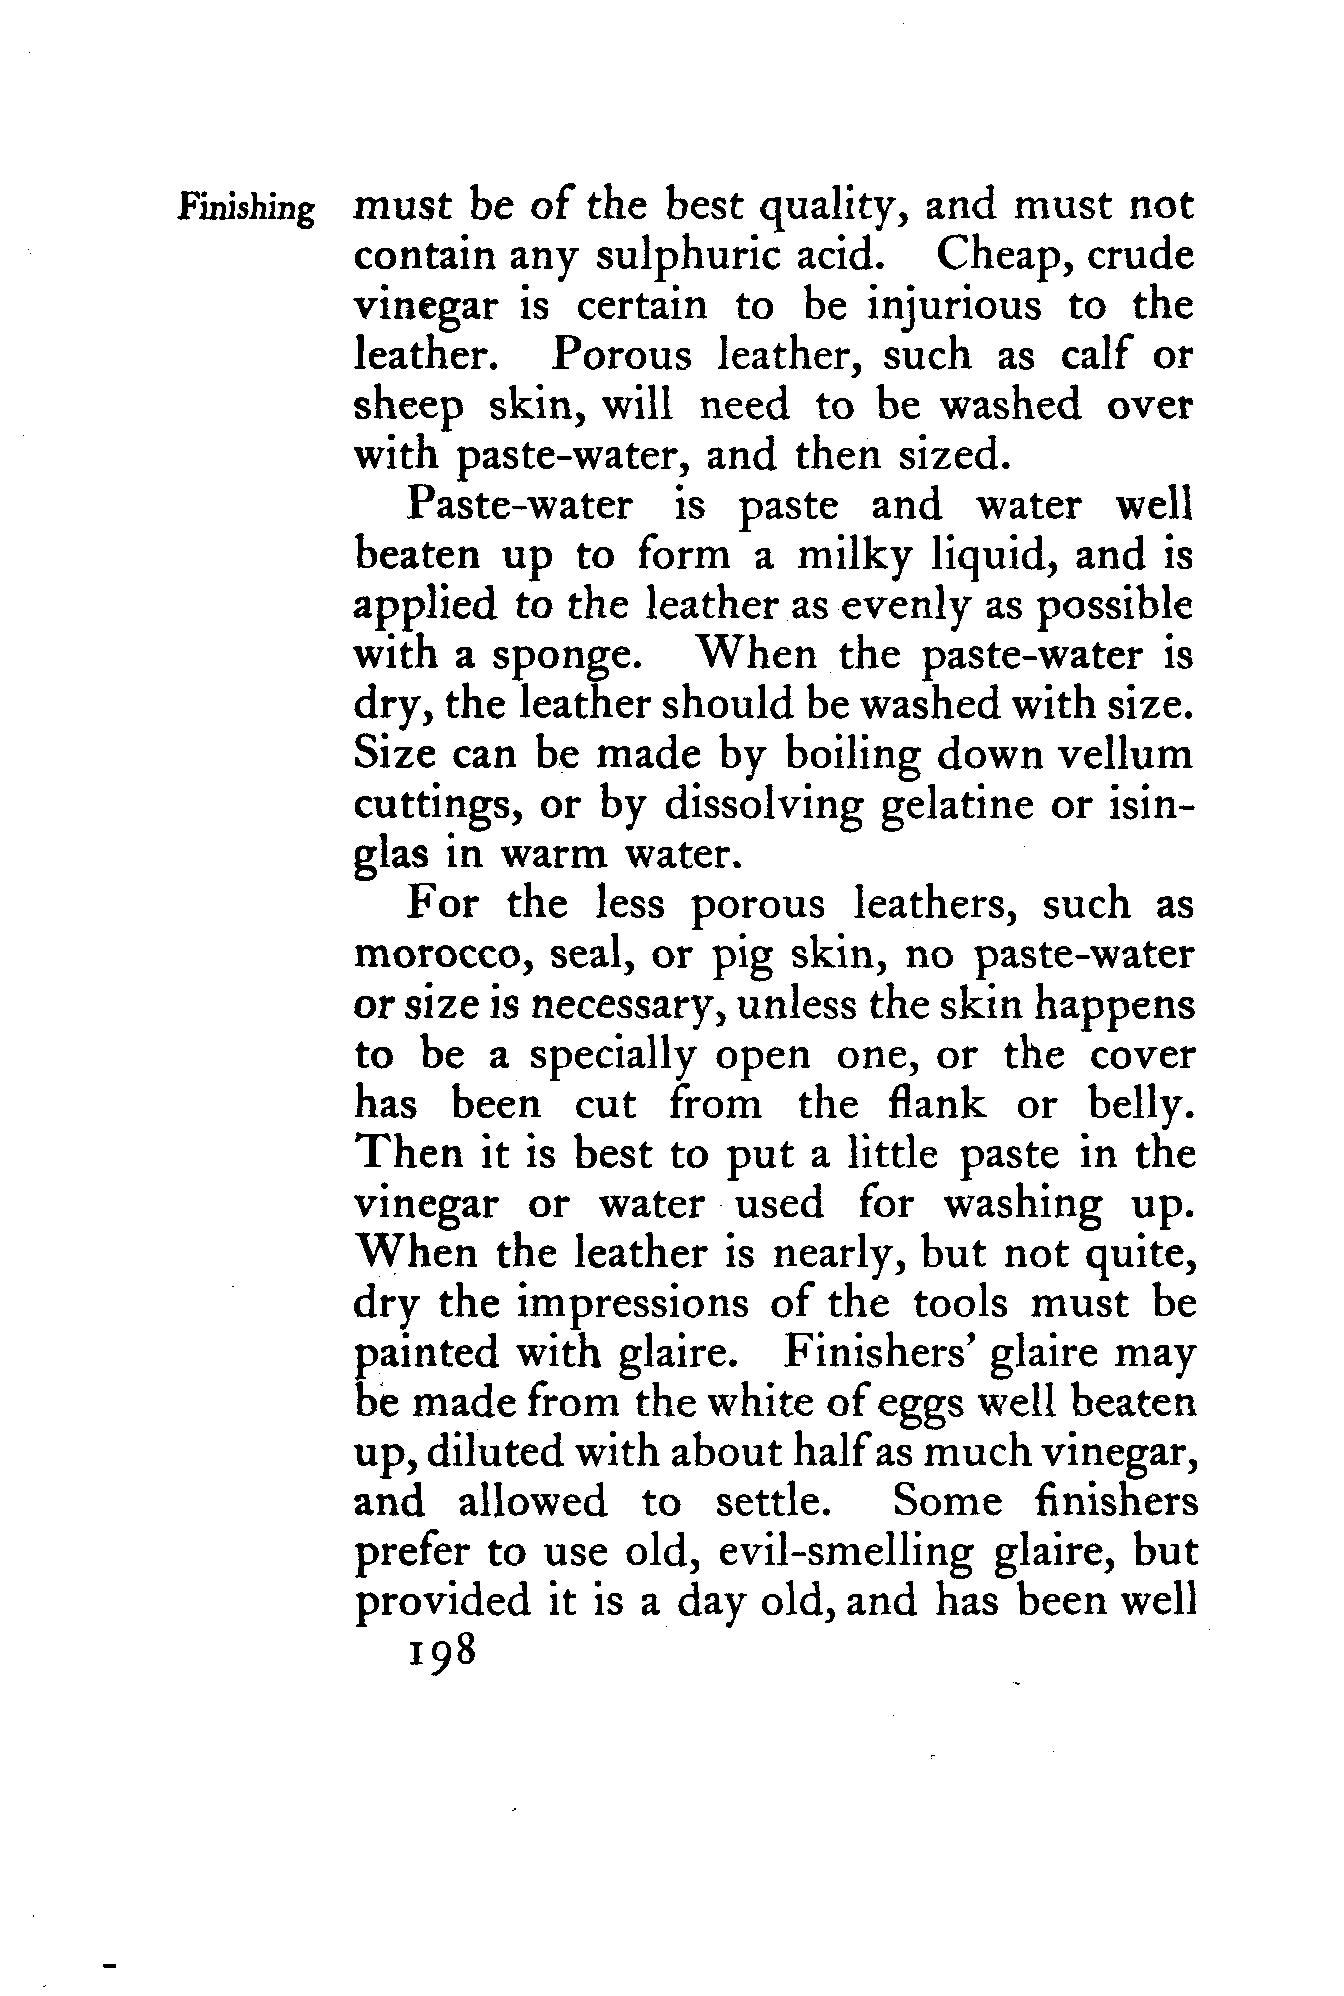 Finishing must be of the best quality, and must not
contain any sulphuric acid. Cheap, crude
vinegar is certain to be injurious to the
leather. Porous leather, such as calf or
sheep skin, will need to be washed over
with paste-water, and then sized.
Paste-water is paste and water well
beaten up to form a milky liquid, and is
applied to the leather as evenly as possible
with a sponge. When the paste-water is
dry, the leather should be washed with size.
Size can be made by boiling down vellum
cuttings, or by dissolving gelatine or isin-
glas in warm water.
For the less porous leathers, such as
morocco, seal, or pig skin, no paste-water
or size is necessary, unless the skin happens
to be a specially open one, or the cover
has been cut from the flank or belly.
Then it is best to put a little paste in the
vinegar or water used for washing up.
When the leather is nearly, but not quite,
dry the impressions of the tools must be
painted with glaire. Finishers' glaire may
be made from the white of eggs well beaten
up, diluted with about half as much vinegar,
and allowed to settle. Some finishers
prefer to use old, evil-smelling glaire, but
provided it is a day old, and has been well
198